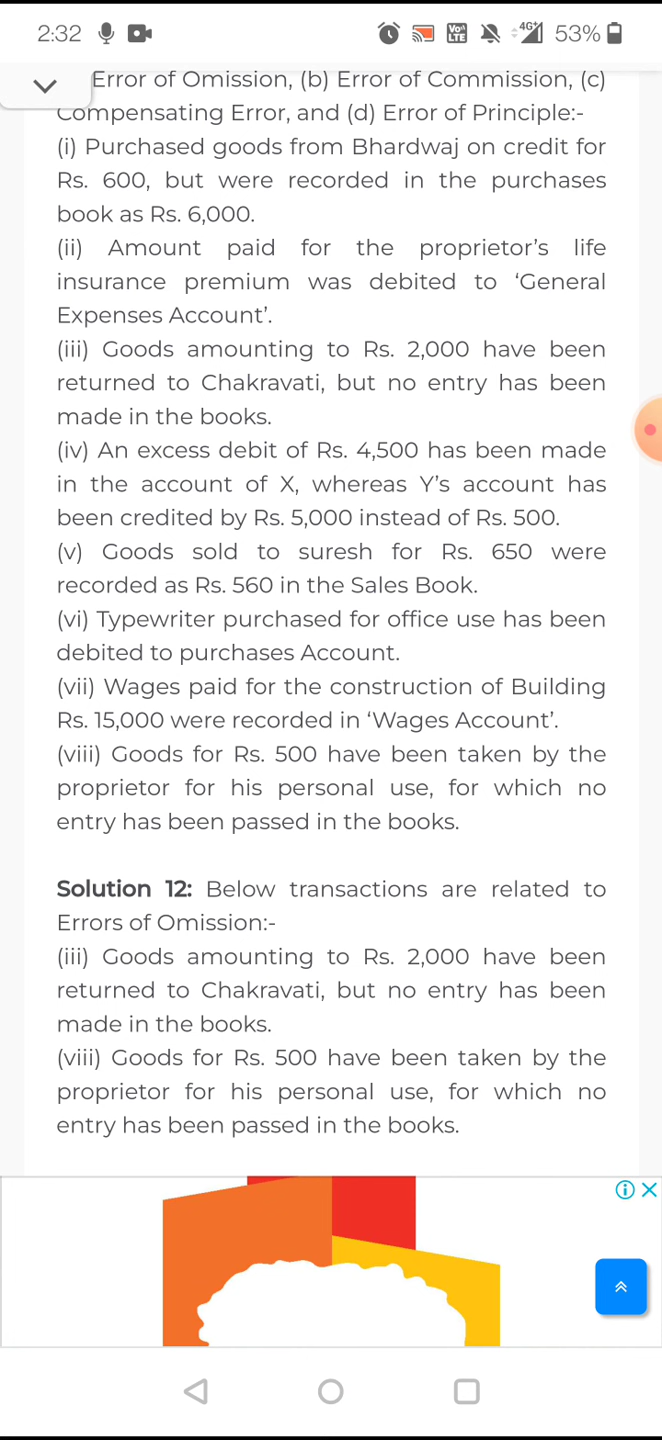 2:32
Vo))
LTE
4G+
53%
Error of Omission, (b) Error of Commission, (c)
Compensating Error, and (d) Error of Principle:-
(i) Purchased goods from Bhardwaj on credit for
Rs. 600, but were recorded in the purchases
book as Rs. 6,000.
(ii) Amount paid for the proprietor’s life
insurance premium was debited to ‘General
Expenses Account’.
(iii) Goods amounting to Rs. 2,000 have been
returned to Chakravati, but no entry has been
made in the books.
(iv) An excess debit of Rs. 4,500 has been made
in the account of X, whereas Y’s account has
been credited by Rs. 5,000 instead of Rs. 500.
(v) Goods sold to suresh for Rs. 650 were
recorded as Rs. 560 in the Sales Book.
(vi) Typewriter purchased for office use has been
debited to purchases Account.
(vii) Wages paid for the construction of Building
Rs. 15,000 were recorded in ‘Wages Account’.
(viii) Goods for Rs. 500 have been taken by the
proprietor for his personal use, for which no
entry has been passed in the books.
Solution 12: Below transactions are related to
Errors of Omission:-
(iii) Goods amounting to Rs. 2,000 have been
returned to Chakravati, but no entry has been
made in the books.
(viii) Goods for Rs. 500 have been taken by the
proprietor for his personal use, for which no
entry has been passed in the books.